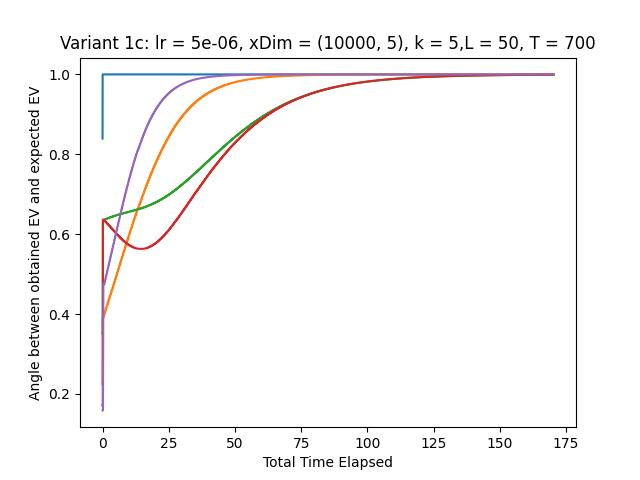 Variant 1c: lr = 5e-06, xDim = (10000, 5), k = 5,L = 50, T = 700
Angle between obtained EV and expected EV
1.0
0.8
0.6
0.4
0.2
0 25 50 75 100 125 150 175
Total Time Elapsed